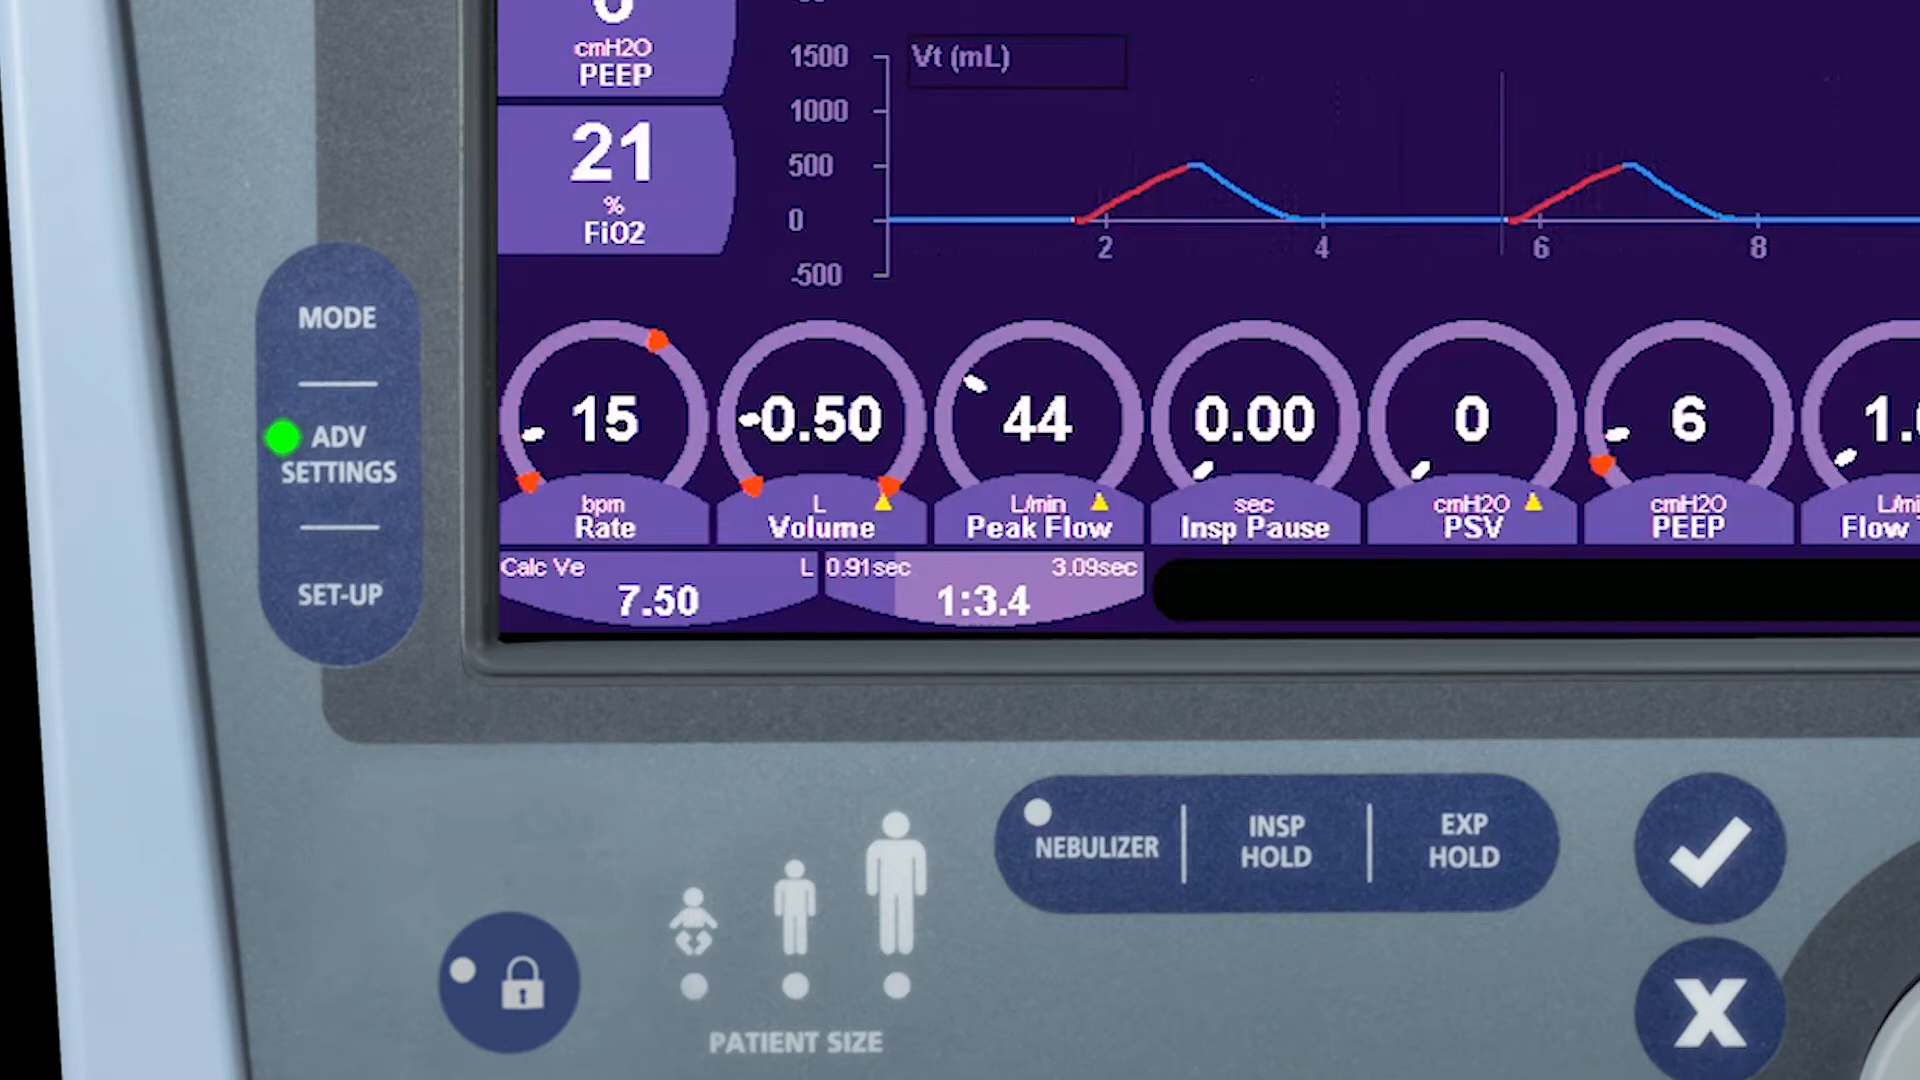 cmH2O
PEEP
21
%
FiO2
1500
Vt (mL)
1000
500
0
-500
2
4
6
8
MODE
ADV
SETTINGS
SET-UP
15
bpm
Rate
0.50
L
Volume
44
L/min
Peak Flow
0.00
sec
Insp Pause
0
cmH2O
PSV
6
cmH2O
PEEP
Flow
Calc Ve
L
7.50
0.91sec
3.09sec
1:3.4
NEBULIZER
INSP
HOLD
EXP
HOLD
PATIENT SIZE